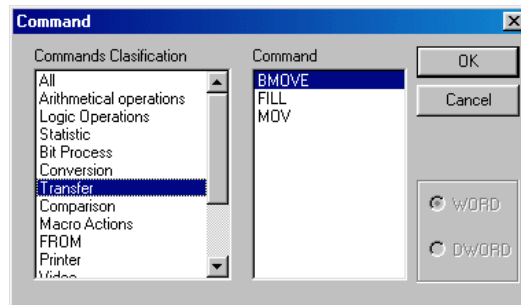 Command
Commands Clasification
All
Arithmetical operations
Logic Operations
Statistic
Bit Process
Conversion
Transfer
Comparison
Macro Actions
FROM
Printer
Video
Command
BMOVE
FILL
MOV
OK
Cancel
WORD
DWORD